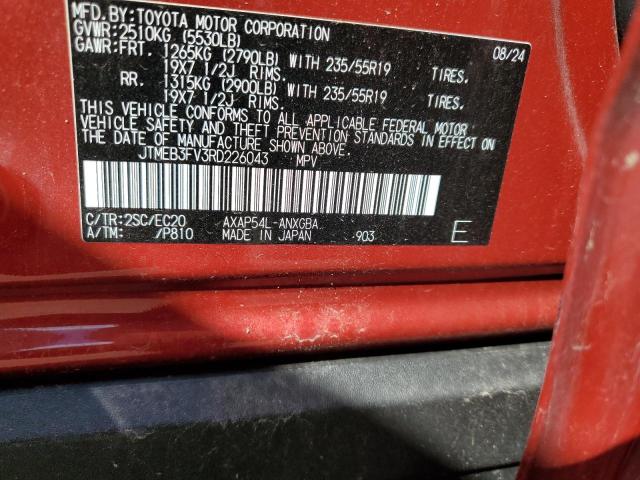 MFD.BY:TOYOTA MOTOR CORPORATION
GVWR:2510KG (5530LB) 08/24
GAWR:FRT. 1265KG (2790LB) WITH 235/55R19 TIRES.
19X7 1/2J RIMS.
RR. 1315KG (2900LB) WITH 235/55R19 TIRES.
19X7 1/2J RIMS.
THIS VEHICLE CONFORMS TO ALL APPLICABLE FEDERAL MOTOR
VEHICLE SAFETY AND THEFT PREVENTION STANDARDS IN EFFECT ON
THE DATE OF MANUFACTURE SHOWN ABOVE.
JTMEB3FV3RD226043 MPV
C/TR:2SC/EC20 AXAP54L-ANXGBA
A/TM: /P810 MADE IN JAPAN 903 E